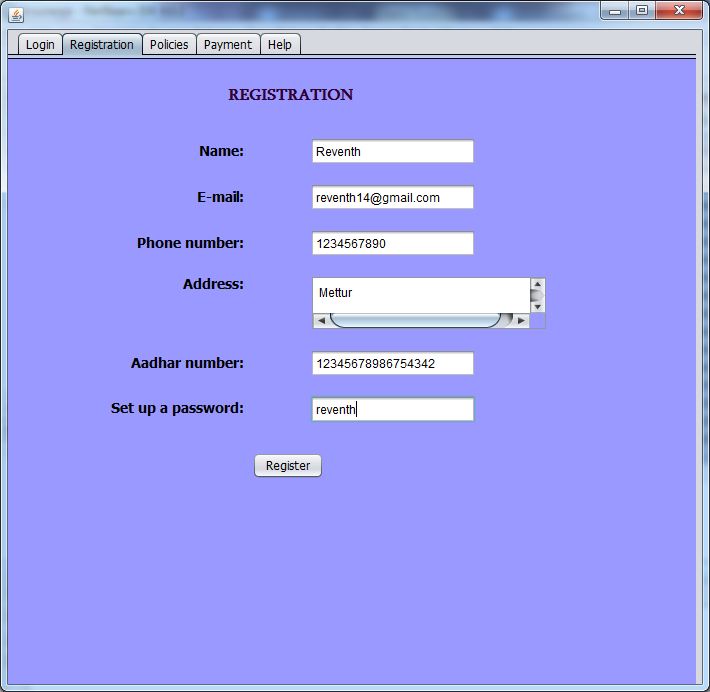 Login Registration Policies Payment Help
REGISTRATION
Name: Reventh
E-mail: reventh14@gmail.com
Phone number: 1234567890
Address: Mettur
Aadhar number: 12345678986754342
Set up a password: reventh
Register